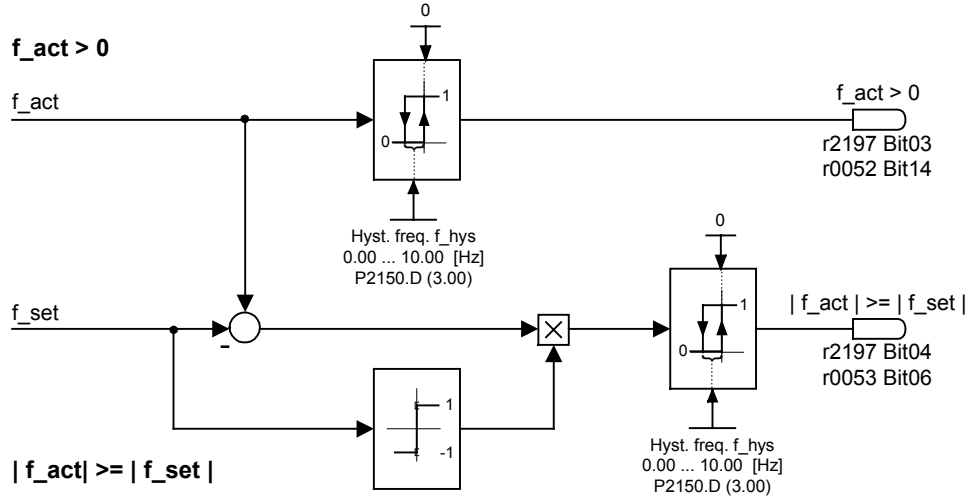 0
f_act > 0
f_act
1
0
f_act > 0
r2197 Bit03
r0052 Bit14
Hyst. freq. f_hys
0.00 ... 10.00 [Hz]
P2150.D (3.00)
0
f_set
-
1
0
| f_act | >= | f_set |
r2197 Bit04
r0053 Bit06
1
-1
Hyst. freq. f_hys
0.00 ... 10.00 [Hz]
P2150.D (3.00)
| f_act| >= | f_set |